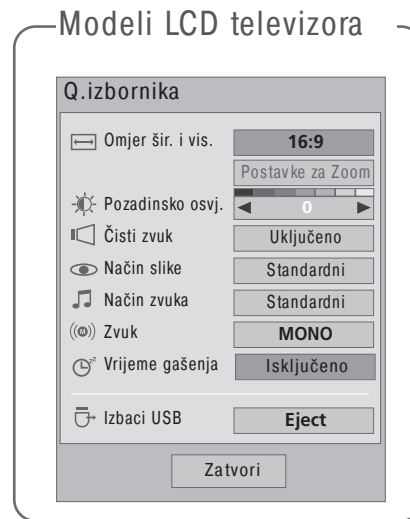 Modeli LCD televizora
Q.izbornika
Omjer šir. i vis. 16:9
Postavke za Zoom
Pozadinsko osvj. 0
Čisti zvuk Uključeno
Način slike Standardni
Način zvuka Standardni
Zvuk MONO
Vrijeme gašenja Isključeno
Izbaci USB Eject
Zatvori